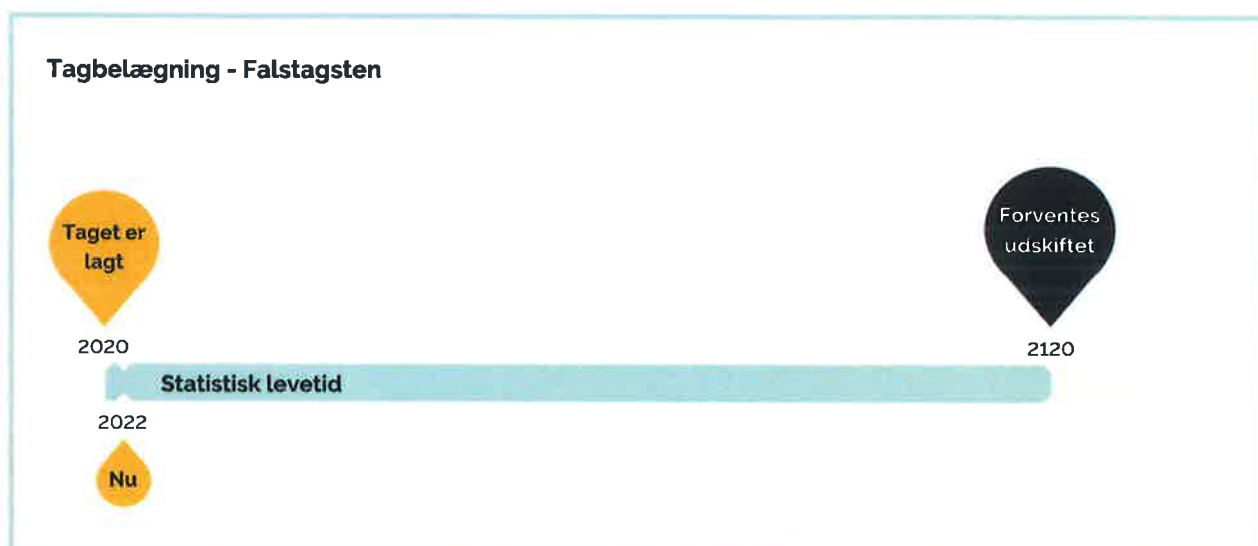 Tagbelægning - Falstagsten
Taget er
lagt
Forventes
udskiftet
2020
2120
Statistisk levetid
2022
Nu